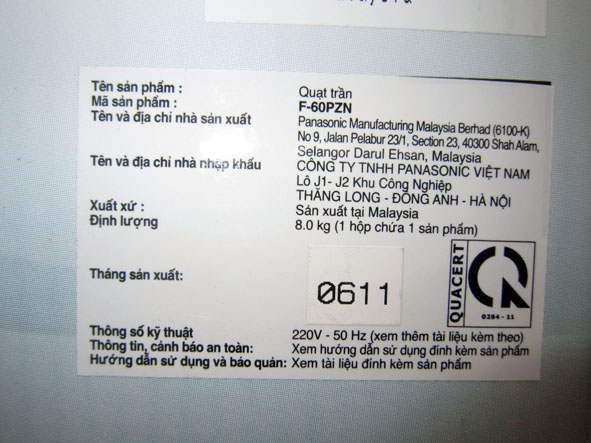 Tên sản phẩm : Quạt trần
Mã sản phẩm : F-60PZN
Tên và địa chỉ nhà sản xuất Panasonic Manufacturing Malaysia Berhad (6100-K)
No 9, Jalan Pelabur 23/1, Section 23, 40300 Shah Alam,
Selangor Darul Ehsan, Malaysia
Tên và địa chỉ nhà nhập khẩu CÔNG TY TNHH PANASONIC VIỆT NAM
Lô J1- J2 Khu Công Nghiệp
THĂNG LONG - ĐÔNG ANH - HÀ NỘI
Xuất xứ : Sản xuất tại Malaysia
Định lượng 8.0 kg (1 hộp chứa 1 sản phẩm)
Tháng sản xuất: 0611
QUACERT
0284 - 11
Thông số kỹ thuật 220V - 50 Hz (xem thêm tài liệu kèm theo)
Thông tin, cảnh báo an toàn: Xem hướng dẫn sử dụng đính kèm sản phẩm
Hướng dẫn sử dụng và bảo quản: Xem tài liệu đính kèm sản phẩm